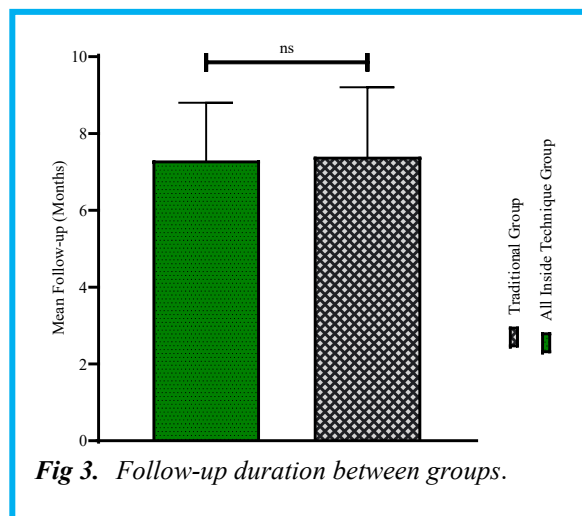 ns
10
8
6
4
2
0
Mean Follow-up (Months)
Traditional Group
All Inside Technique Group
Fig 3. Follow-up duration between groups.